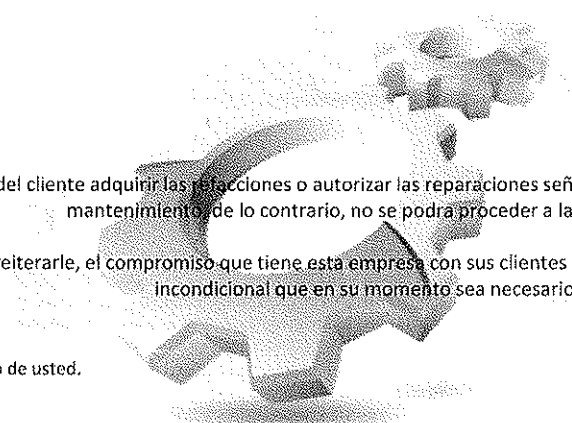 del cliente adquirir las refacciones o autorizar las reparaciones señ
mantenimiento, de lo contrario, no se podrá proceder a la
reiterarle, el compromiso que tiene esta empresa con sus clientes
incondicional que en su momento sea necesario
de usted.